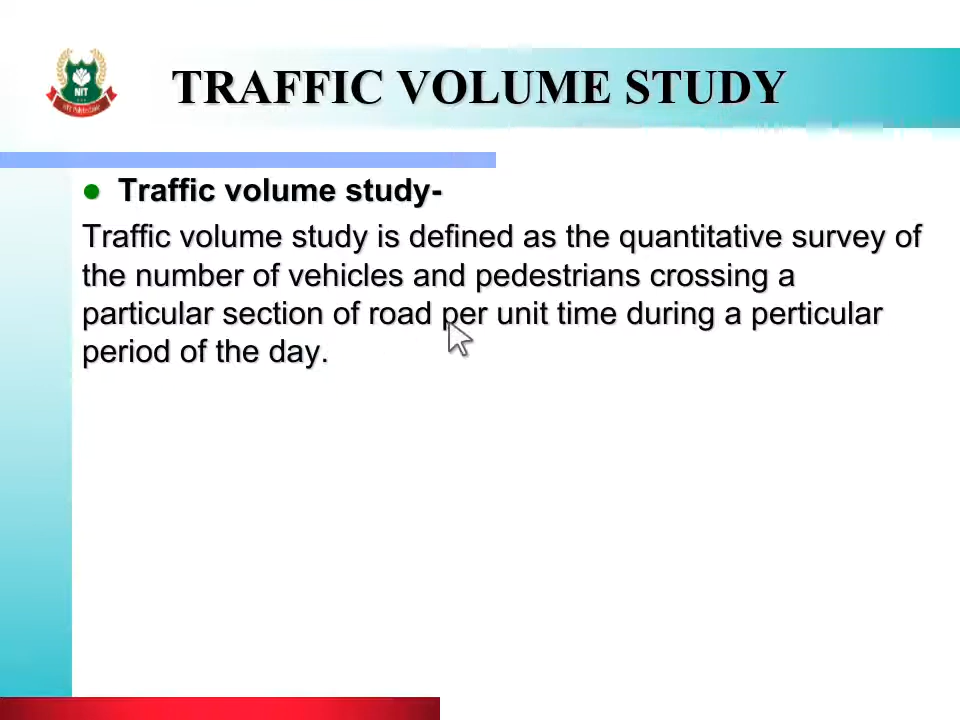 NIT
TRAFFIC VOLUME STUDY
Traffic volume study-
Traffic volume study is defined as the quantitative survey of
the number of vehicles and pedestrians crossing a
particular section of road per unit time during a perticular
period of the day.